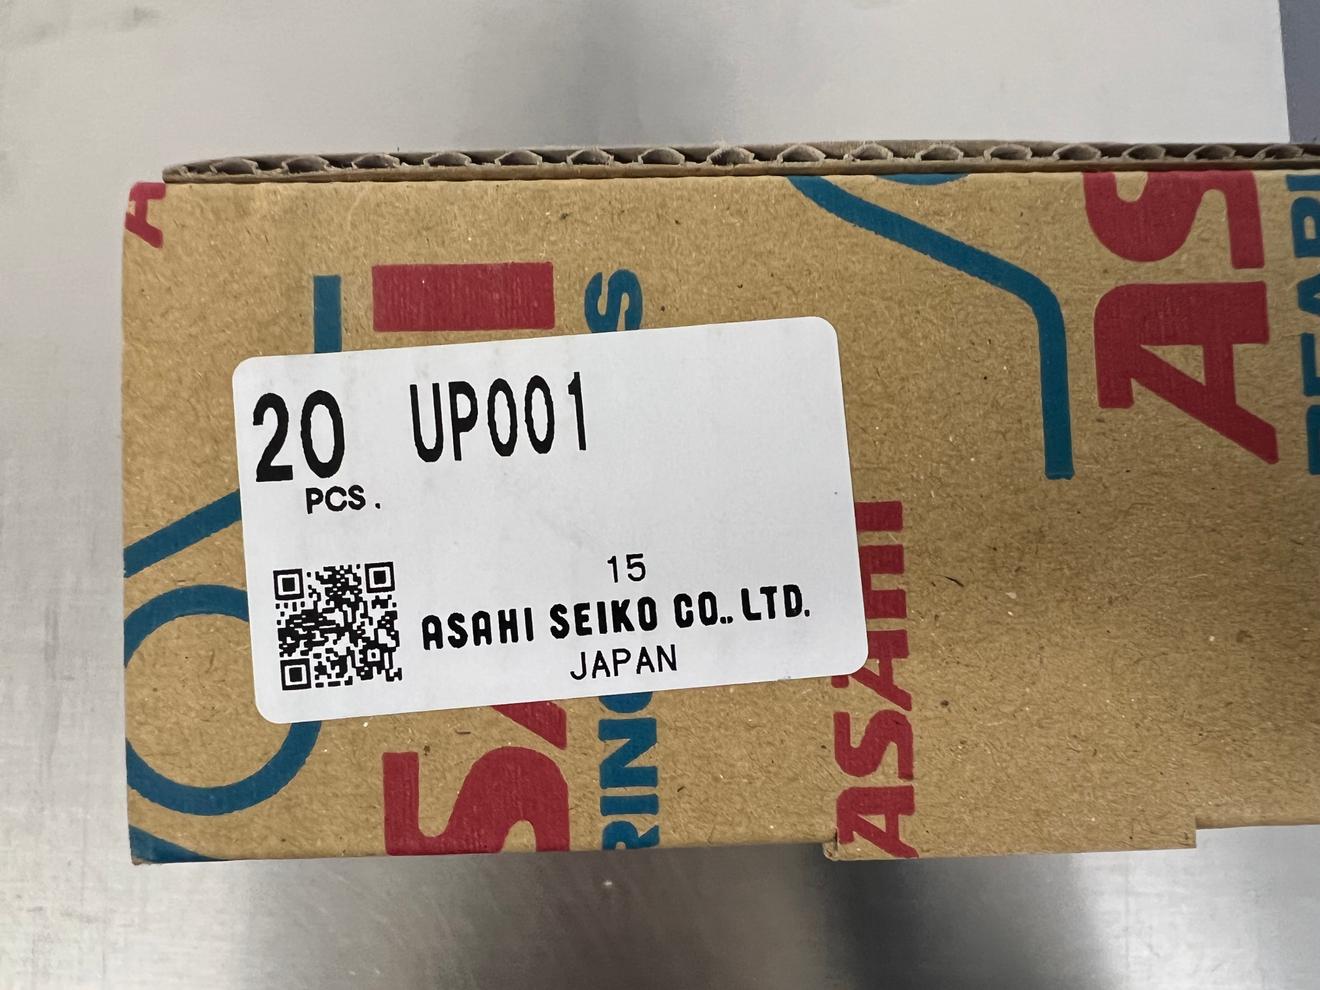 20 UP001
PCS.
15
ASAHI SEIKO CO., LTD.
JAPAN
ASAHI